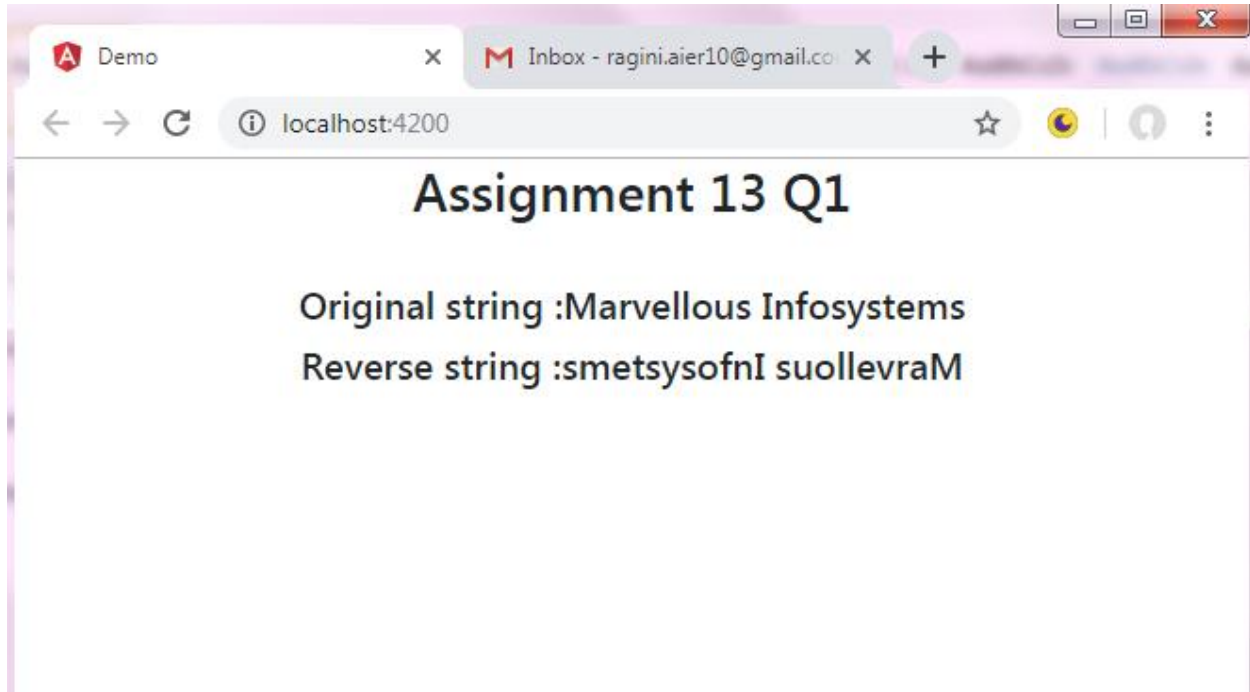 Demo
Inbox - ragini.aier10@gmail.co
localhost:4200
Assignment 13 Q1
Original string :Marvellous Infosystems
Reverse string :smetsysofnI suollevraM